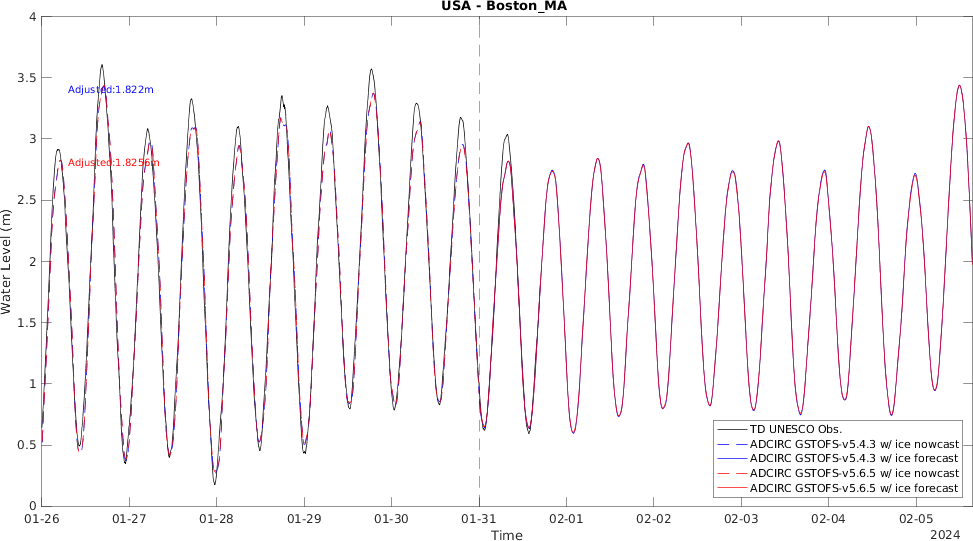 USA - Boston_MA
4
3.5
Adjusted:1.822m
3
Adjusted:1.8256m
2.5
Water Level (m)
2
1.5
1
0.5
0
TD UNESCO Obs.
ADCIRC GSTOFS-v5.4.3 w/ ice nowcast
ADCIRC GSTOFS-v5.4.3 w/ ice forecast
ADCIRC GSTOFS-v5.6.5 w/ ice nowcast
ADCIRC GSTOFS-v5.6.5 w/ ice forecast
01-26 01-27 01-28 01-29 01-30 01-31 02-01 02-02 02-03 02-04 02-05
Time
2024